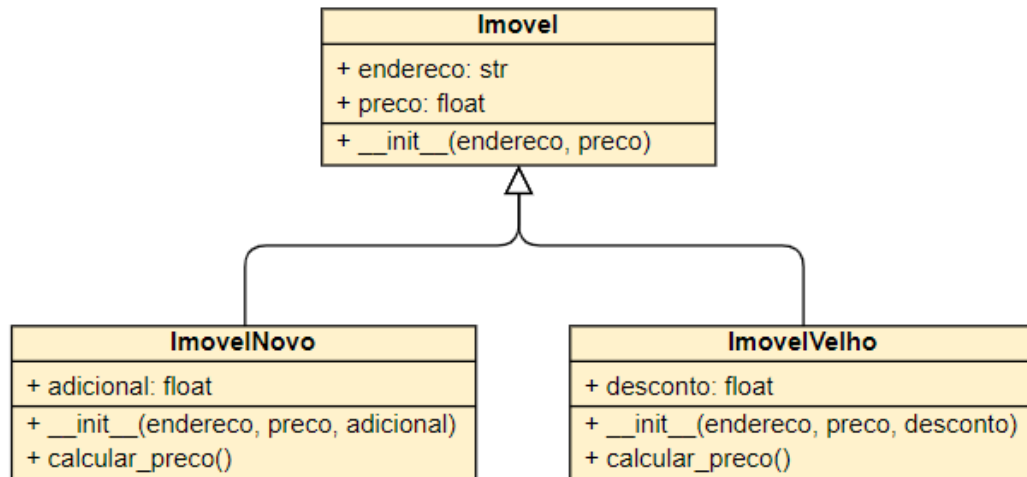 Imovel
+ endereco: str
+ preco: float
+ __init__(endereco, preco)
ImovelNovo
+ adicional: float
+ __init__(endereco, preco, adicional)
+ calcular_preco()
ImovelVelho
+ desconto: float
+ __init__(endereco, preco, desconto)
+ calcular_preco()